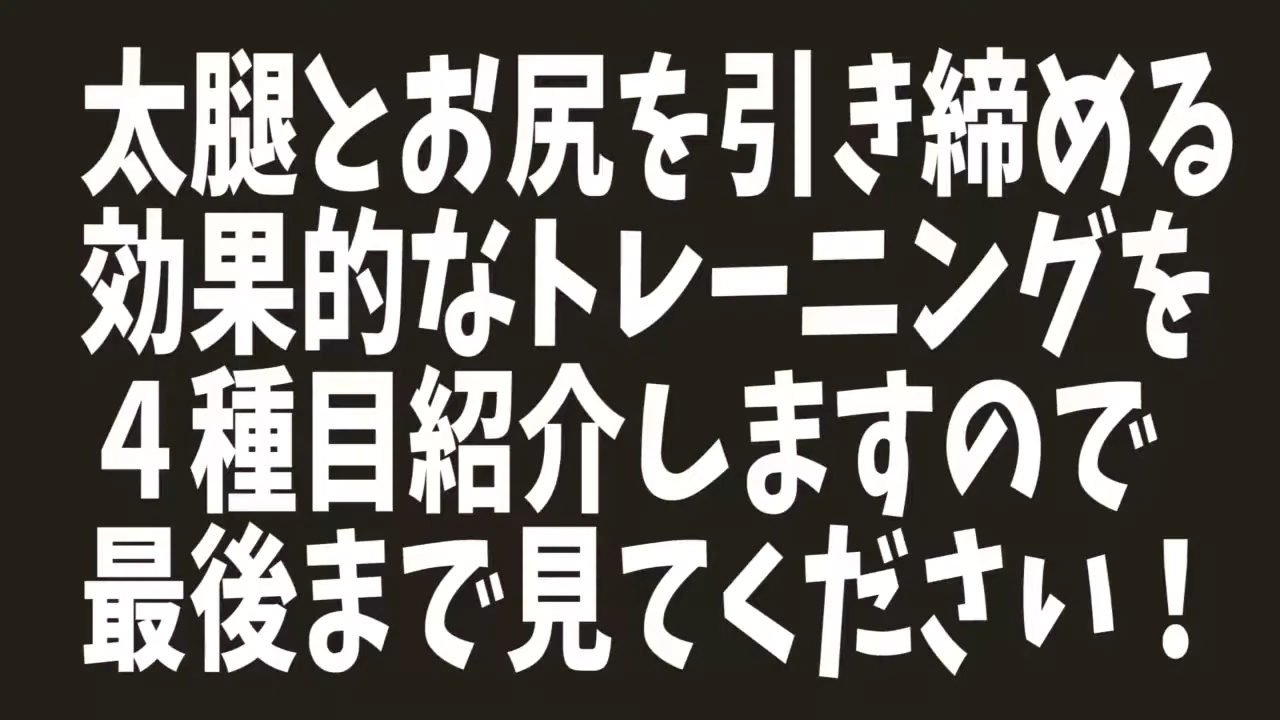 太腿とお尻を引き締める
効果的なトレーニングを
４種目紹介しますので
最後まで見てください！